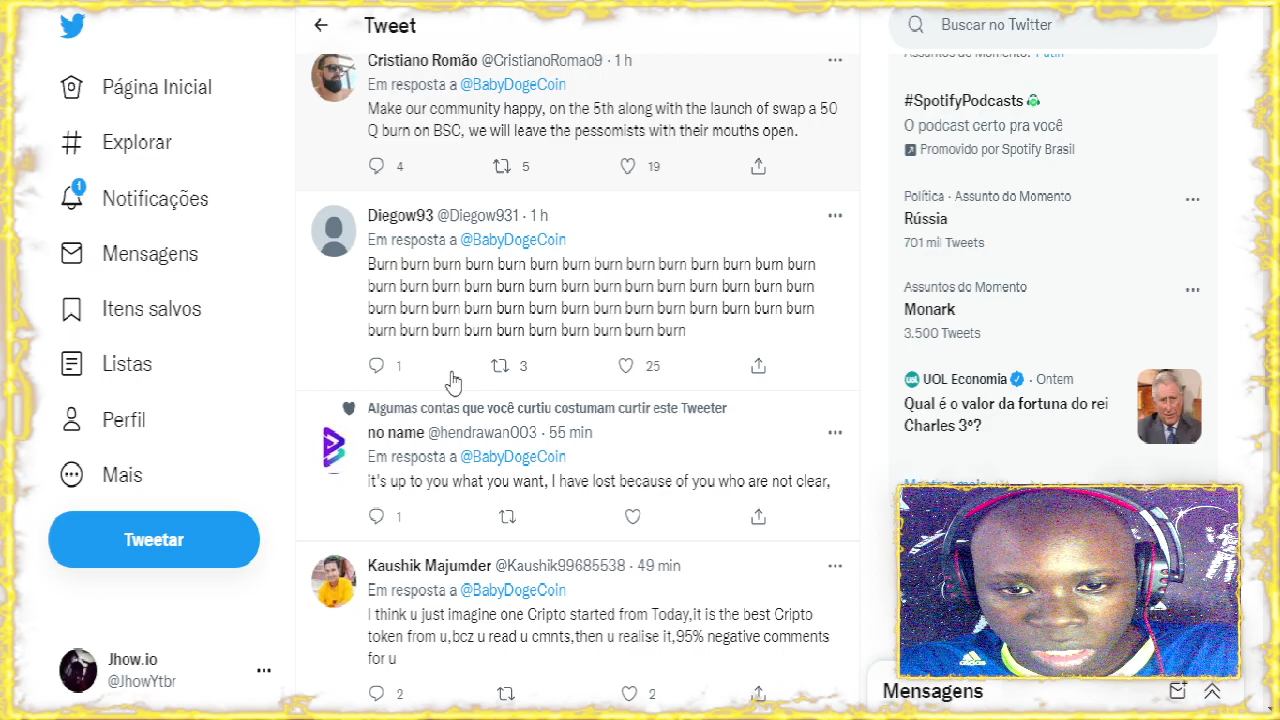 Tweet
Buscar no Twitter
Página Inicial
Explorar
1
Notificações
Mensagens
Itens salvos
Listas
Perfil
Mais
Tweetar
Jhow.io
@JhowYtbr
Cristiano Romão @CristianoRomao9 · 1 h
Em resposta a @BabyDogeCoin
Make our community happy, on the 5th along with the launch of swap a 50
Q burn on BSC, we will leave the pessomists with their mouths open.
4 5 19
Diegow93 @Diegow931 · 1 h
Em resposta a @BabyDogeCoin
Burn burn burn burn burn burn burn burn burn burn burn burn burn burn
burn burn burn burn burn burn burn burn burn burn burn burn burn burn
burn burn burn burn burn burn burn burn burn burn burn burn burn burn
burn burn burn burn burn burn burn burn burn burn
1 3 25
Algumas contas que você curtiu costumam curtir este Tweeter
no name @hendrawan003 · 55 min
Em resposta a @BabyDogeCoin
It's up to you what you want, I have lost because of you who are not clear,
1
Kaushik Majumder @Kaushik99685538 · 49 min
Em resposta a @BabyDogeCoin
I think u just imagine one Cripto started from Today,it is the best Cripto
token from u,bcz u read u cmnts,then u realise it,95% negative comments
for u
2 2
Assuntos do Momento: Putin
#SpotifyPodcasts
O podcast certo pra você
Promovido por Spotify Brasil
Política · Assunto do Momento
Rússia
701 mil Tweets
Assuntos do Momento
Monark
3.500 Tweets
UOL Economia · Ontem
Qual é o valor da fortuna do rei
Charles 3º?
Mostrar mais
adidas
Mensagens